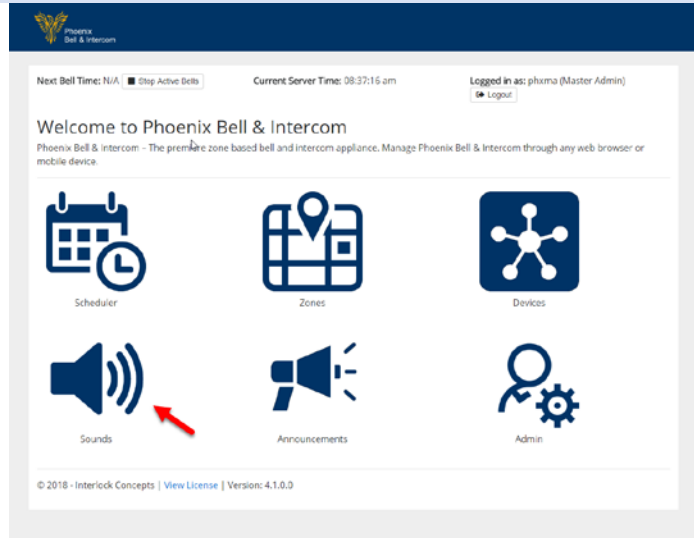 Phoenix
Bell & Intercom
Next Bell Time: N/A Stop Active Bells Current Server Time: 08:37:16 am Logged in as: phxma (Master Admin)
Logout
Welcome to Phoenix Bell & Intercom
Phoenix Bell & Intercom – The premiere zone based bell and intercom appliance. Manage Phoenix Bell & Intercom through any web browser or
mobile device.
Scheduler Zones Devices
Sounds Announcements Admin
© 2018 - Interlock Concepts | View License | Version: 4.1.0.0